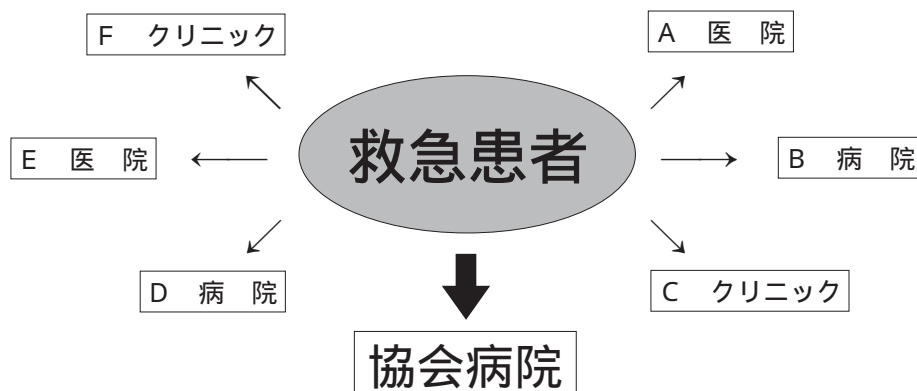 F クリニック
A 医 院
救急患者
E 医 院
B 病 院
D 病 院
C クリニック
協会病院